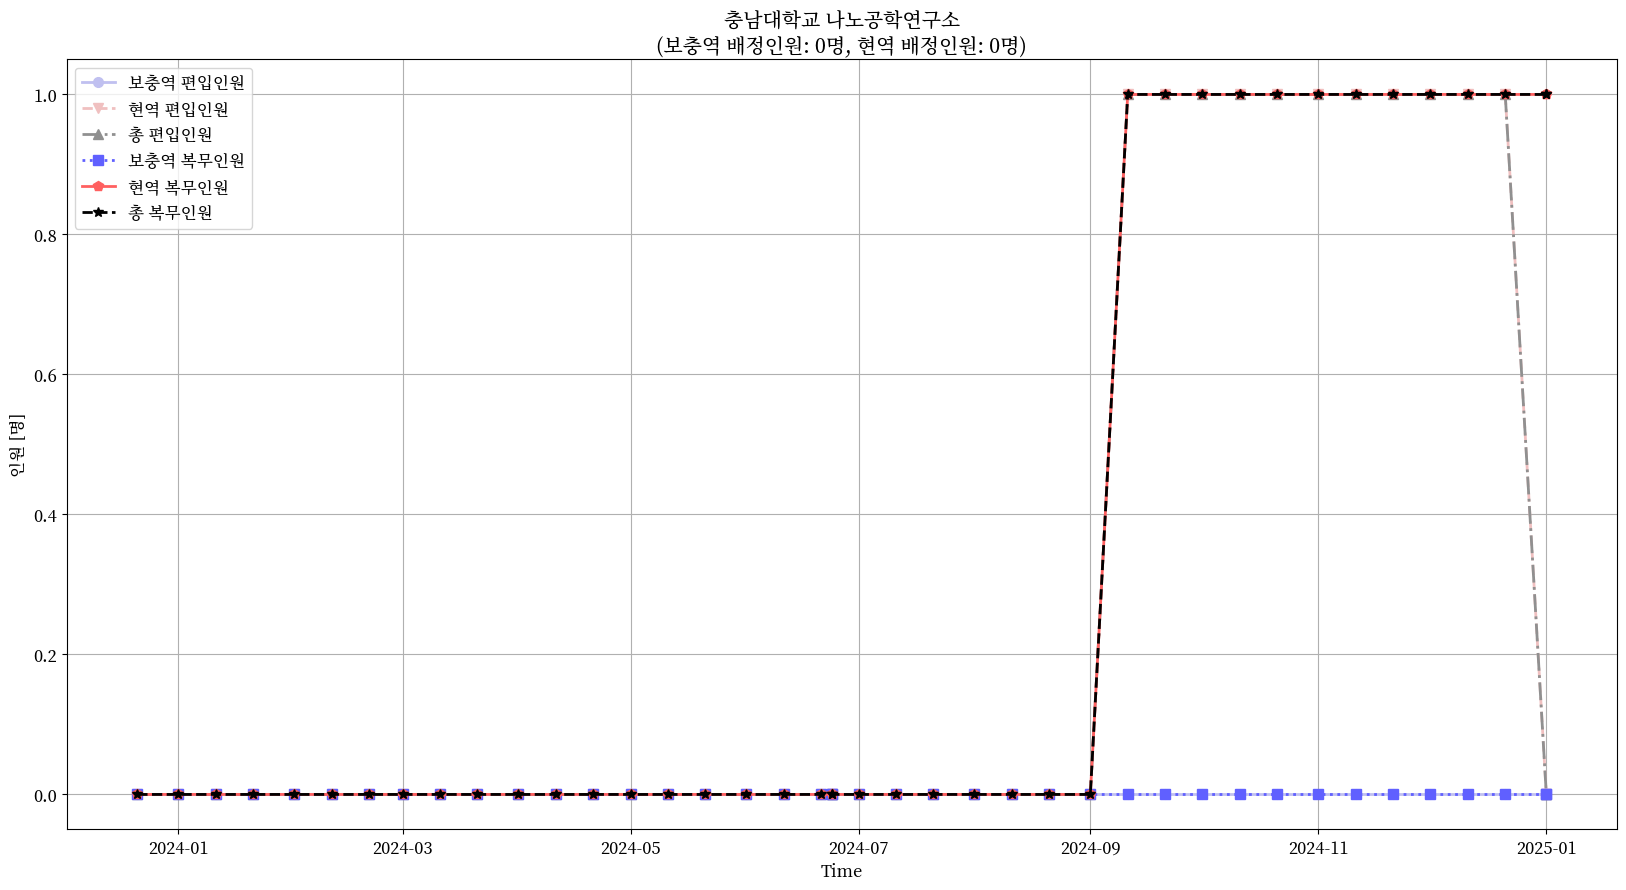 충남대학교 나노공학연구소
(보충역 배정인원: 0명, 현역 배정인원: 0명)
보충역 편입인원
현역 편입인원
총 편입인원
보충역 복무인원
현역 복무인원
총 복무인원
1.0
0.8
0.6
0.4
0.2
0.0
인원 [명]
2024-01
2024-03
2024-05
2024-07
2024-09
2024-11
2025-01
Time